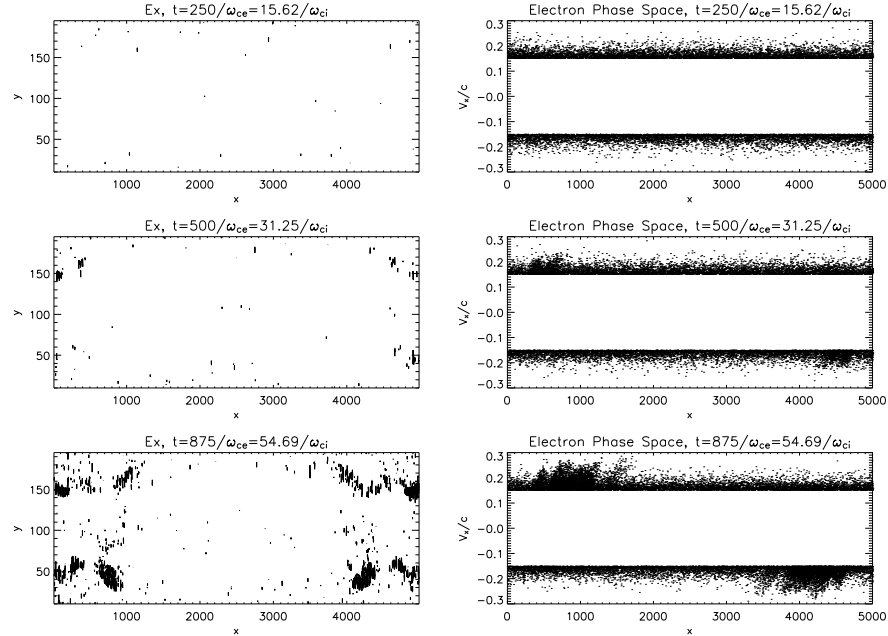 Ex, t=250/ωce=15.62/ωci
150
100
50
y
1000 2000 3000 4000
x
Electron Phase Space, t=250/ωce=15.62/ωci
0.3
0.2
0.1
-0.0
-0.1
-0.2
-0.3
Vx/c
0 1000 2000 3000 4000 5000
x
Ex, t=500/ωce=31.25/ωci
150
100
50
y
1000 2000 3000 4000
x
Electron Phase Space, t=500/ωce=31.25/ωci
0.3
0.2
0.1
-0.0
-0.1
-0.2
-0.3
Vx/c
0 1000 2000 3000 4000 5000
x
Ex, t=875/ωce=54.69/ωci
150
100
50
y
1000 2000 3000 4000
x
Electron Phase Space, t=875/ωce=54.69/ωci
0.3
0.2
0.1
-0.0
-0.1
-0.2
-0.3
Vx/c
0 1000 2000 3000 4000 5000
x